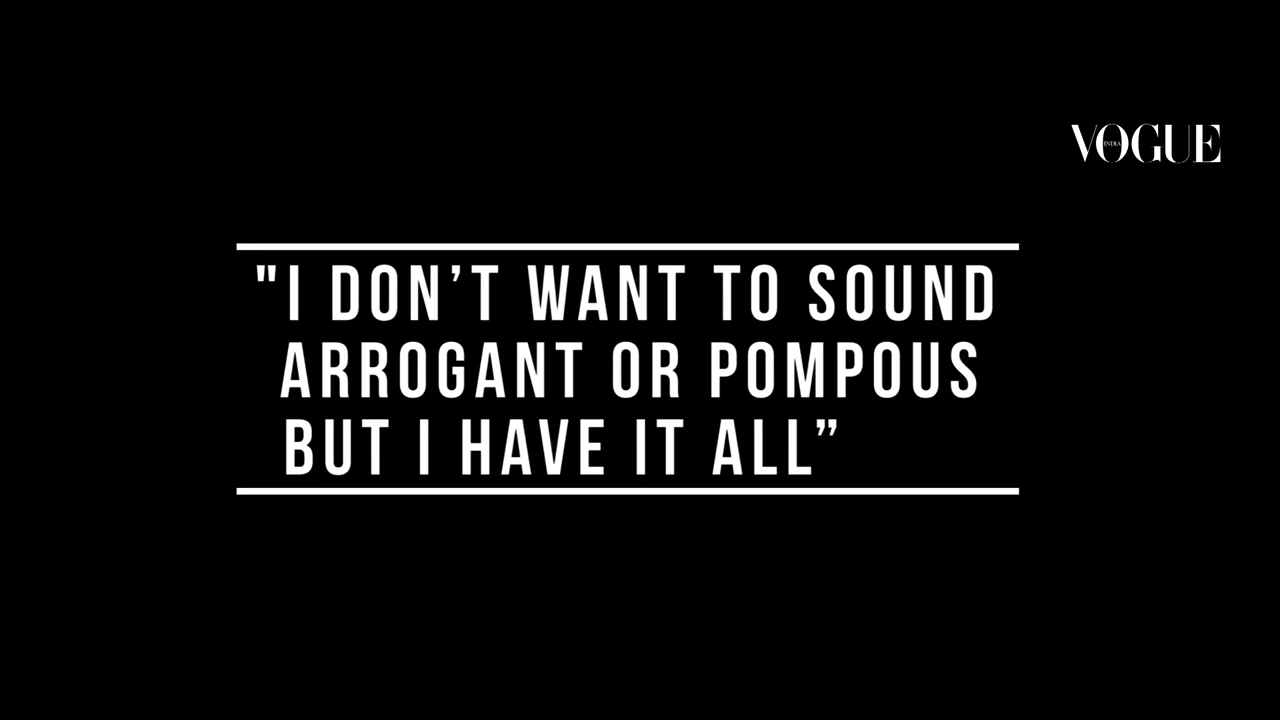 VOGUE
INDIA
"I DON’T WANT TO SOUND
ARROGANT OR POMPOUS
BUT I HAVE IT ALL”